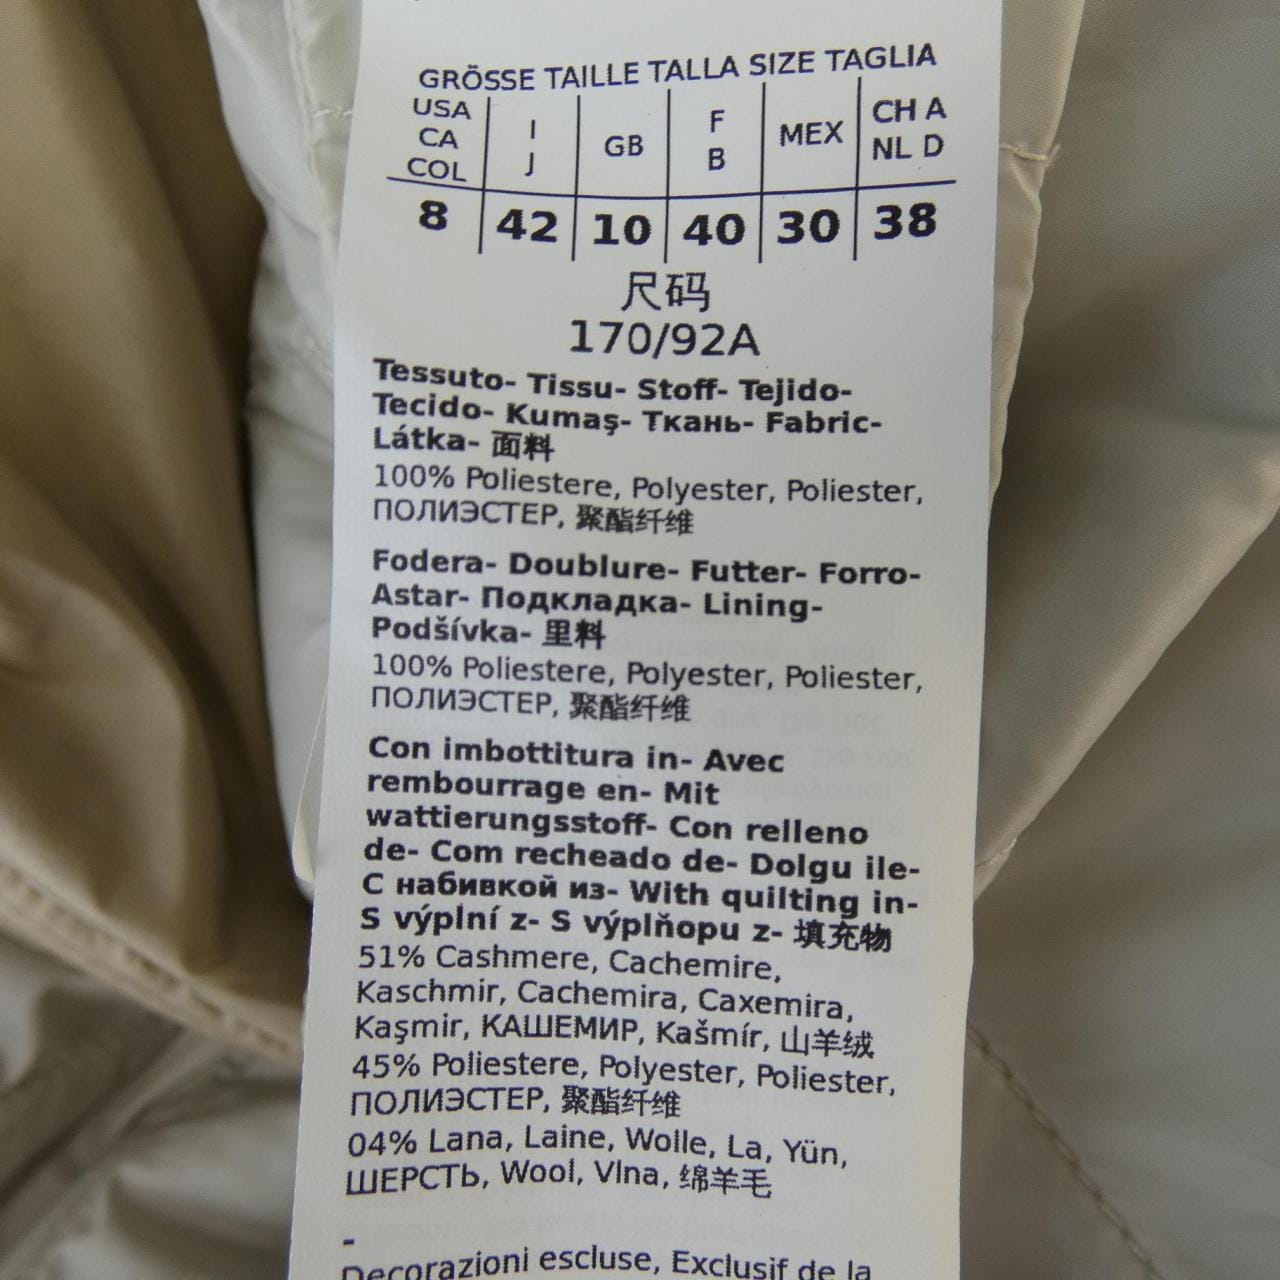 GRÖSSE TAILLE TALLA SIZE TAGLIA
USA CA COL | I J | GB | F B | MEX | CH A NL D
8 | 42 | 10 | 40 | 30 | 38
尺码
170/92A
Tessuto- Tissu- Stoff- Tejido-
Tecido- Kumaş- Ткань- Fabric-
Látka- 面料
100% Poliestere, Polyester, Poliester,
ПОЛИЭСТЕР, 聚酯纤维
Fodera- Doublure- Futter- Forro-
Astar- Подкладка- Lining-
Podšívka- 里料
100% Poliestere, Polyester, Poliester,
ПОЛИЭСТЕР, 聚酯纤维
Con imbottitura in- Avec
rembourrage en- Mit
wattierungsstoff- Con relleno
de- Com recheado de- Dolgu ile-
С набивкой из- With quilting in-
S výplní z- S výplňopu z- 填充物
51% Cashmere, Cachemire,
Kaschmir, Cachemira, Caxemira,
Kaşmir, КАШЕМИР, Kašmír, 山羊绒
45% Poliestere, Polyester, Poliester,
ПОЛИЭСТЕР, 聚酯纤维
04% Lana, Laine, Wolle, La, Yün,
ШЕРСТЬ, Wool, Vlna, 绵羊毛
-
Decorazioni escluse, Exclusif de la